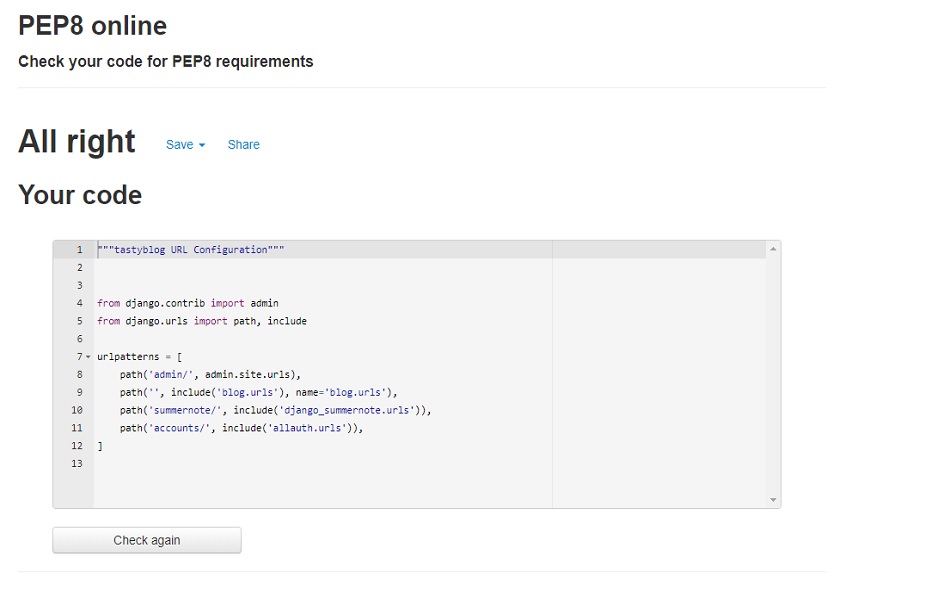 PEP8 online
Check your code for PEP8 requirements
All right Save Share
Your code
1 """tastyblog URL Configuration"""
2
3
4 from django.contrib import admin
5 from django.urls import path, include
6
7 urlpatterns = [
8     path('admin/', admin.site.urls),
9     path('', include('blog.urls'), name='blog.urls'),
10     path('summernote/', include('django_summernote.urls')),
11     path('accounts/', include('allauth.urls')),
12 ]
13
Check again